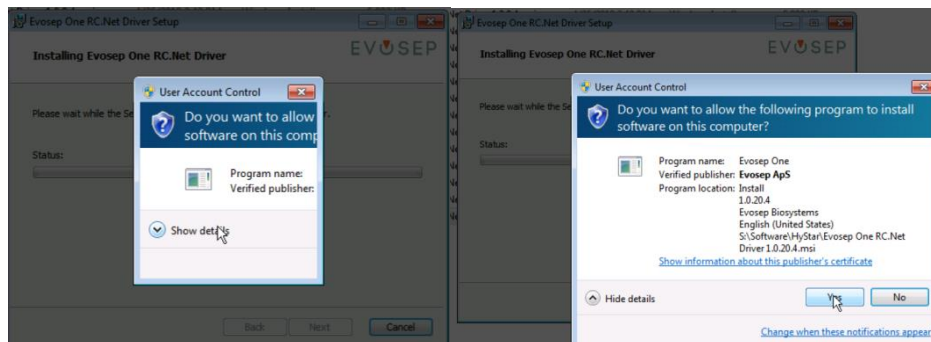 Evosep One RC.Net Driver Setup
Installing Evosep One RC.Net Driver
EVOSEP
Please wait while the Se
r.
Status:
User Account Control
Do you want to allow
software on this comp
Program name:
Verified publisher:
Show details
Back
Next
Cancel
Evosep One RC.Net Driver Setup
Installing Evosep One RC.Net Driver
EVOSEP
Please wait while the Se
Status:
User Account Control
Do you want to allow the following program to install
software on this computer?
Program name: Evosep One
Verified publisher: Evosep ApS
Program location: Install
1.0.20.4
Evosep Biosystems
English (United States)
S:\Software\HyStar\Evosep One RC.Net
Driver 1.0.20.4.msi
Show information about this publisher's certificate
Hide details
Yes
No
Change when these notifications appear